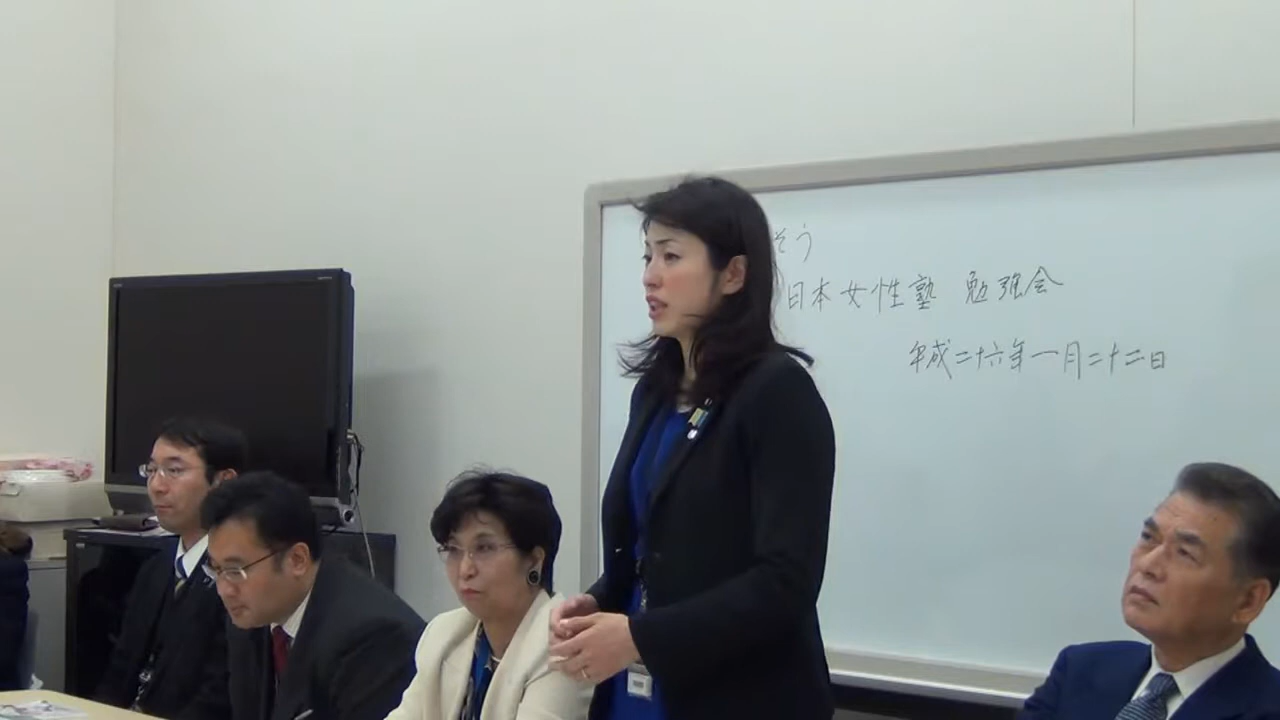 そう
日本女性塾 勉強会
平成二十六年一月二十二日